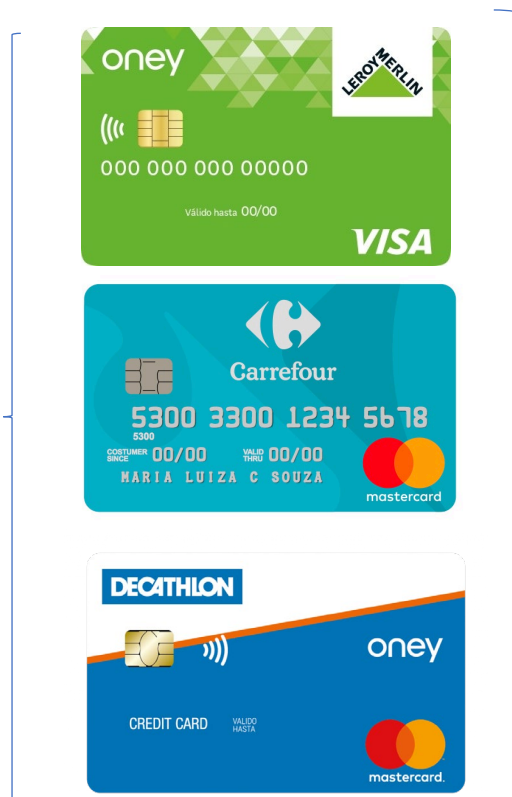 oney
LEROY MERLIN
000 000 000 00000
Válido hasta 00/00
VISA
Carrefour
5300 3300 1234 5678
5300
COSTUMER SINCE 00/00 VALID THRU 00/00
MARIA LUIZA C SOUZA
mastercard
DECATHLON
oney
CREDIT CARD VALIDO HASTA
mastercard.